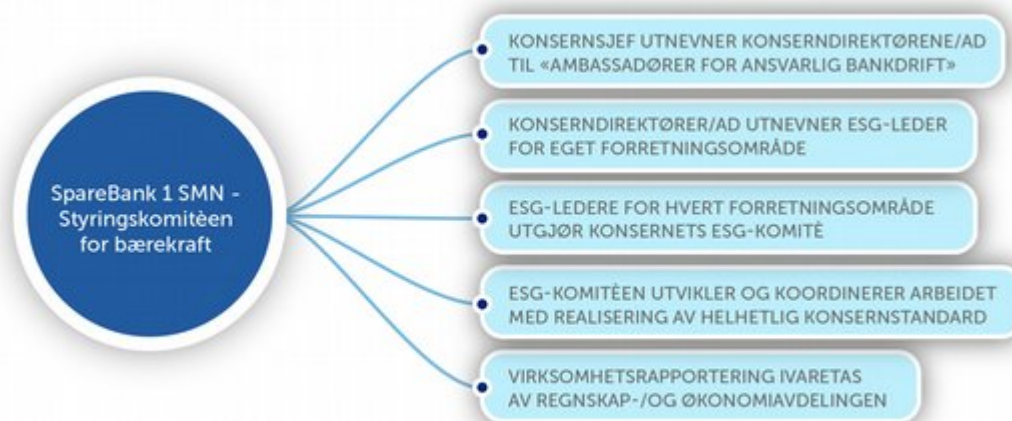 SpareBank 1 SMN -
Styringskomitèen
for bærekraft
KONSERNSJEF UTNEVNER KONSERNDIREKTØRENE/AD
TIL «AMBASSADØRER FOR ANSVARLIG BANKDRIFT»
KONSERNDIREKTØRER/AD UTNEVNER ESG-LEDER
FOR EGET FORRETNINGSOMRÅDE
ESG-LEDERE FOR HVERT FORRETNINGSOMRÅDE
UTGJØR KONSERNETS ESG-KOMITÈ
ESG-KOMITÈEN UTVIKLER OG KOORDINERER ARBEIDET
MED REALISERING AV HELHETLIG KONSERNSTANDARD
VIRKSOMHETSRAPPORTERING IVARETAS
AV REGNSKAP-/OG ØKONOMIAVDELINGEN